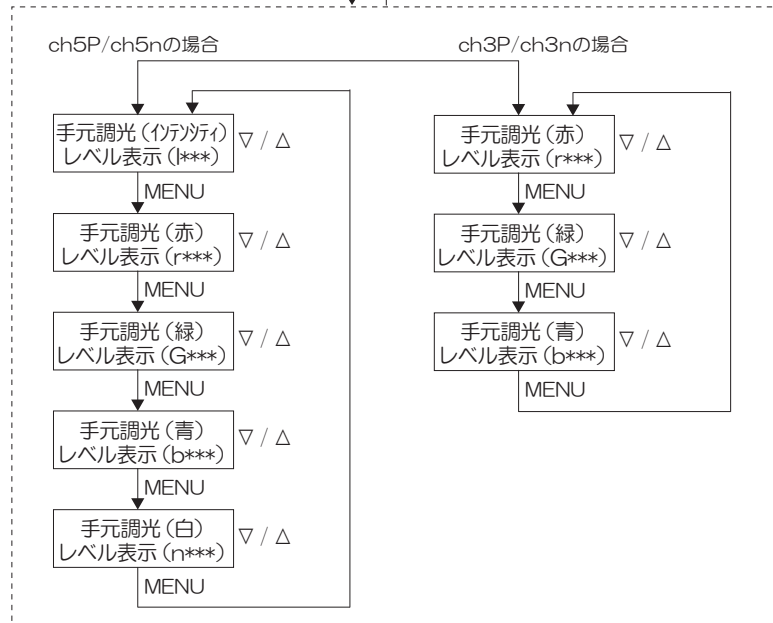 ch5P/ch5nの場合
手元調光(インテンシティ)
レベル表示(I***)
▽ / △
MENU
手元調光(赤)
レベル表示(r***)
▽ / △
MENU
手元調光(緑)
レベル表示(G***)
▽ / △
MENU
手元調光(青)
レベル表示(b***)
▽ / △
MENU
手元調光(白)
レベル表示(n***)
▽ / △
MENU
ch3P/ch3nの場合
手元調光(赤)
レベル表示(r***)
▽ / △
MENU
手元調光(緑)
レベル表示(G***)
▽ / △
MENU
手元調光(青)
レベル表示(b***)
▽ / △
MENU